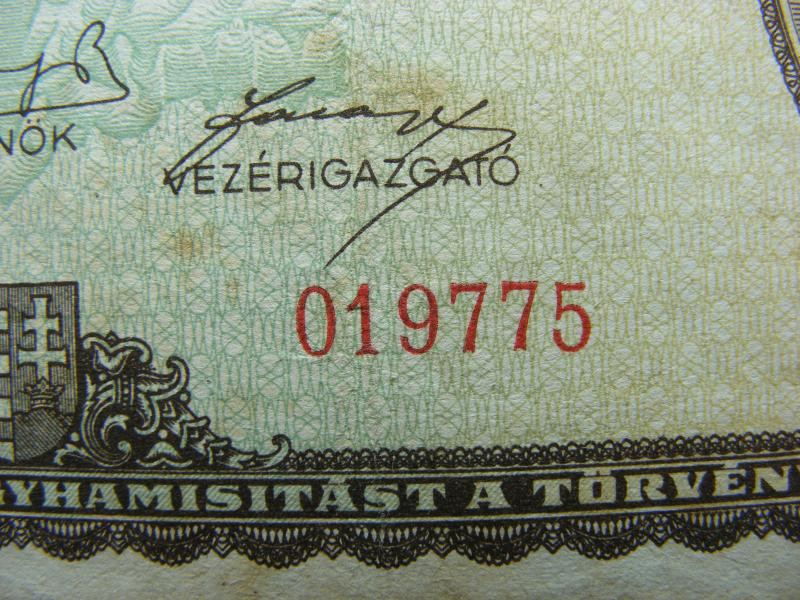 NÖK
VEZÉRIGAZGATÓ
019775
YHAMISITÁST A TÖRVÉN